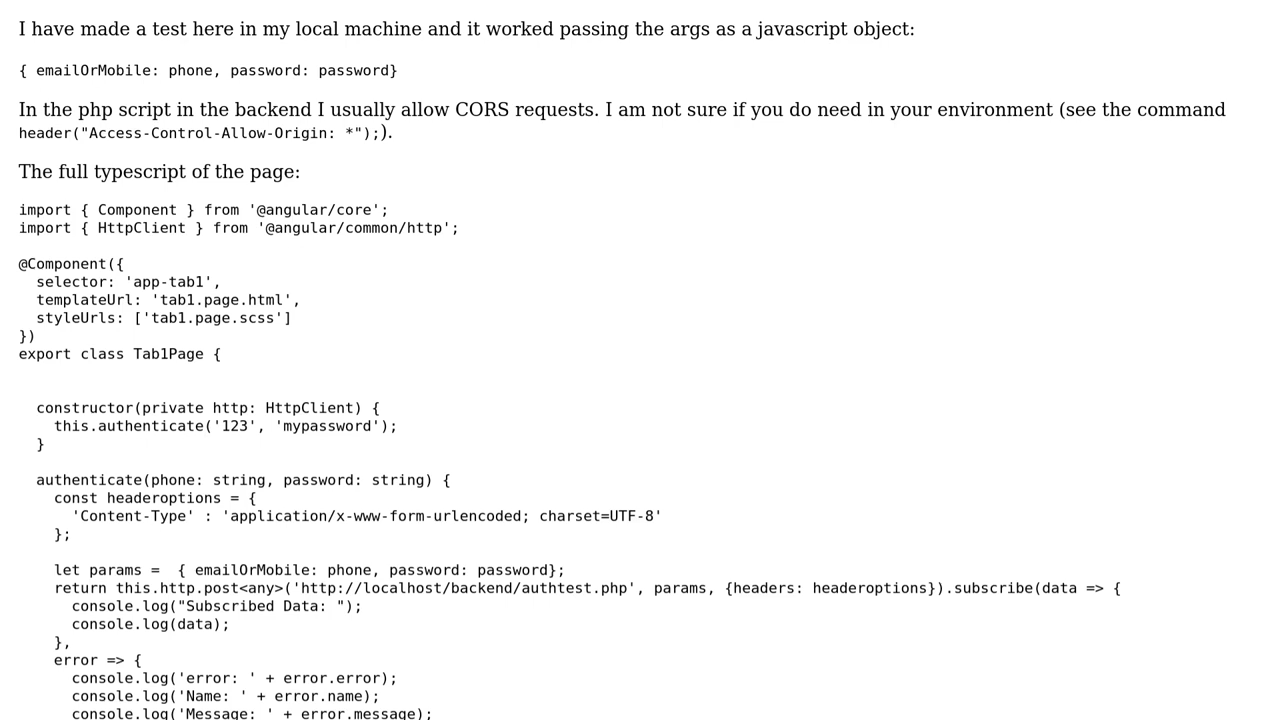 I have made a test here in my local machine and it worked passing the args as a javascript object:
{ emailOrMobile: phone, password: password}
In the php script in the backend I usually allow CORS requests. I am not sure if you do need in your environment (see the command
header("Access-Control-Allow-Origin: *");).
The full typescript of the page:
import { Component } from '@angular/core';
import { HttpClient } from '@angular/common/http';
@Component({
  selector: 'app-tab1',
  templateUrl: 'tab1.page.html',
  styleUrls: ['tab1.page.scss']
})
export class Tab1Page {
  constructor(private http: HttpClient) {
    this.authenticate('123', 'mypassword');
  }
  authenticate(phone: string, password: string) {
    const headeroptions = {
      'Content-Type' : 'application/x-www-form-urlencoded; charset=UTF-8'
    };
    let params =  { emailOrMobile: phone, password: password};
    return this.http.post<any>('http://localhost/backend/authtest.php', params, {headers: headeroptions}).subscribe(data => {
      console.log("Subscribed Data: ");
      console.log(data);
    },
    error => {
      console.log('error: ' + error.error);
      console.log('Name: ' + error.name);
      console.log('Message: ' + error.message);